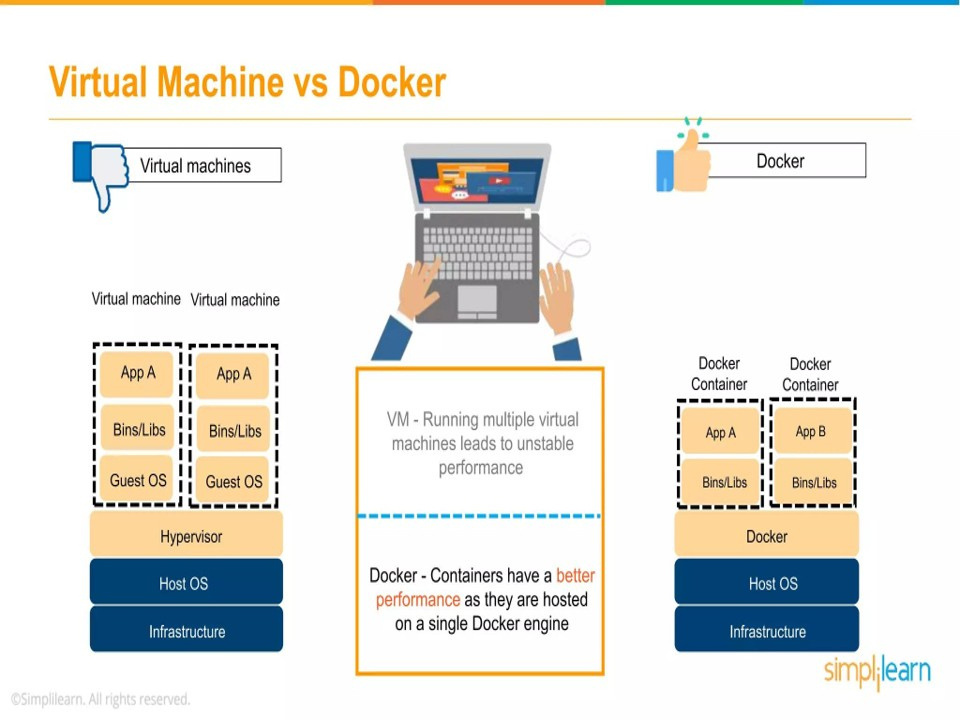 Virtual Machine vs Docker
Virtual machines
Docker
Virtual machine
Virtual machine
App A
App A
Bins/Libs
Bins/Libs
Guest OS
Guest OS
Hypervisor
Host OS
Infrastructure
VM - Running multiple virtual
machines leads to unstable
performance
Docker - Containers have a better
performance as they are hosted
on a single Docker engine
Docker
Container
Docker
Container
App A
App B
Bins/Libs
Bins/Libs
Docker
Host OS
Infrastructure
simplilearn
©Simplilearn. All rights reserved.